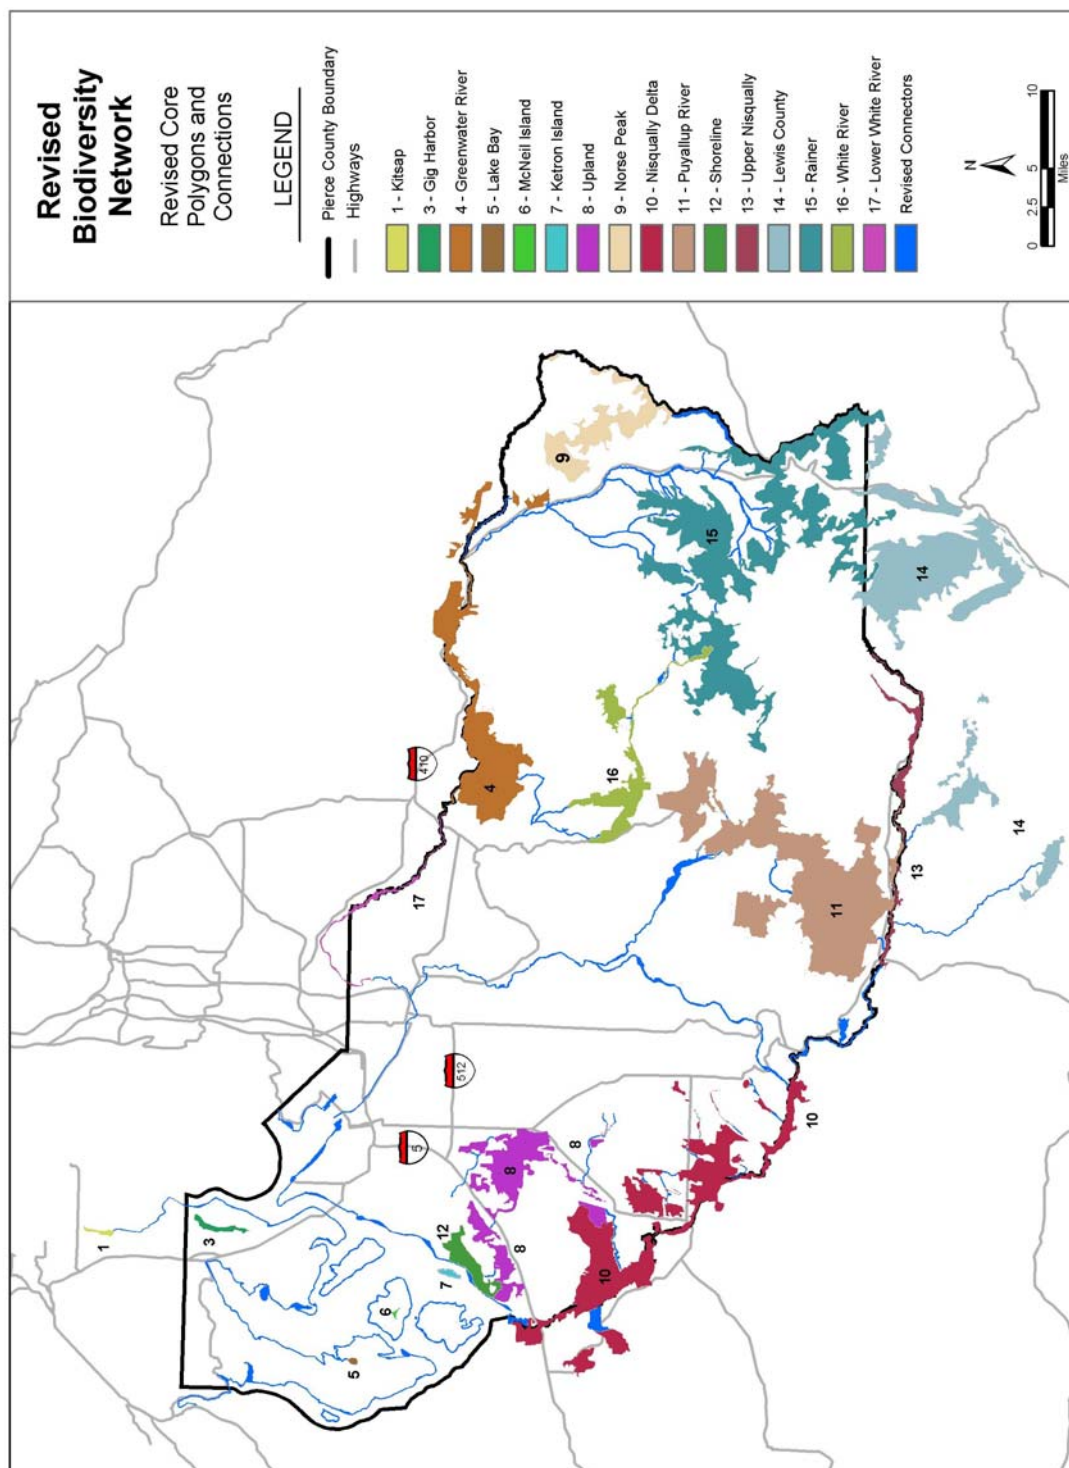 Revised
Biodiversity
Network
Revised Core
Polygons and
Connections
LEGEND
Pierce County Boundary
Highways
1 - Kitsap
3 - Gig Harbor
4 - Greenwater River
5 - Lake Bay
6 - McNeil Island
7 - Ketron Island
8 - Upland
9 - Norse Peak
10 - Nisqually Delta
11 - Puyallup River
12 - Shoreline
13 - Upper Nisqually
14 - Lewis County
15 - Rainer
16 - White River
17 - Lower White River
Revised Connectors
N
0 2.5 5 10
Miles
1
3
5
6
7
12
8
8
8
10
10
5
512
410
17
4
16
11
13
14
14
15
9